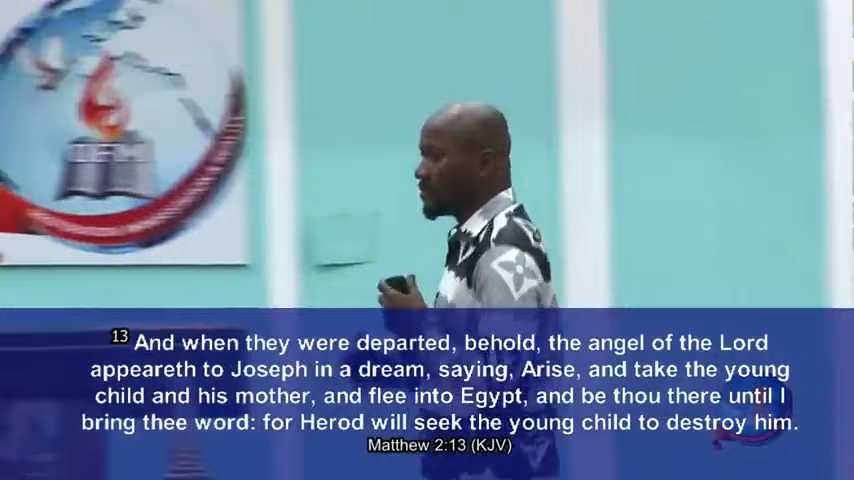 OFM
13 And when they were departed, behold, the angel of the Lord
appeareth to Joseph in a dream, saying, Arise, and take the young
child and his mother, and flee into Egypt, and be thou there until I
bring thee word: for Herod will seek the young child to destroy him.
Matthew 2:13 (KJV)